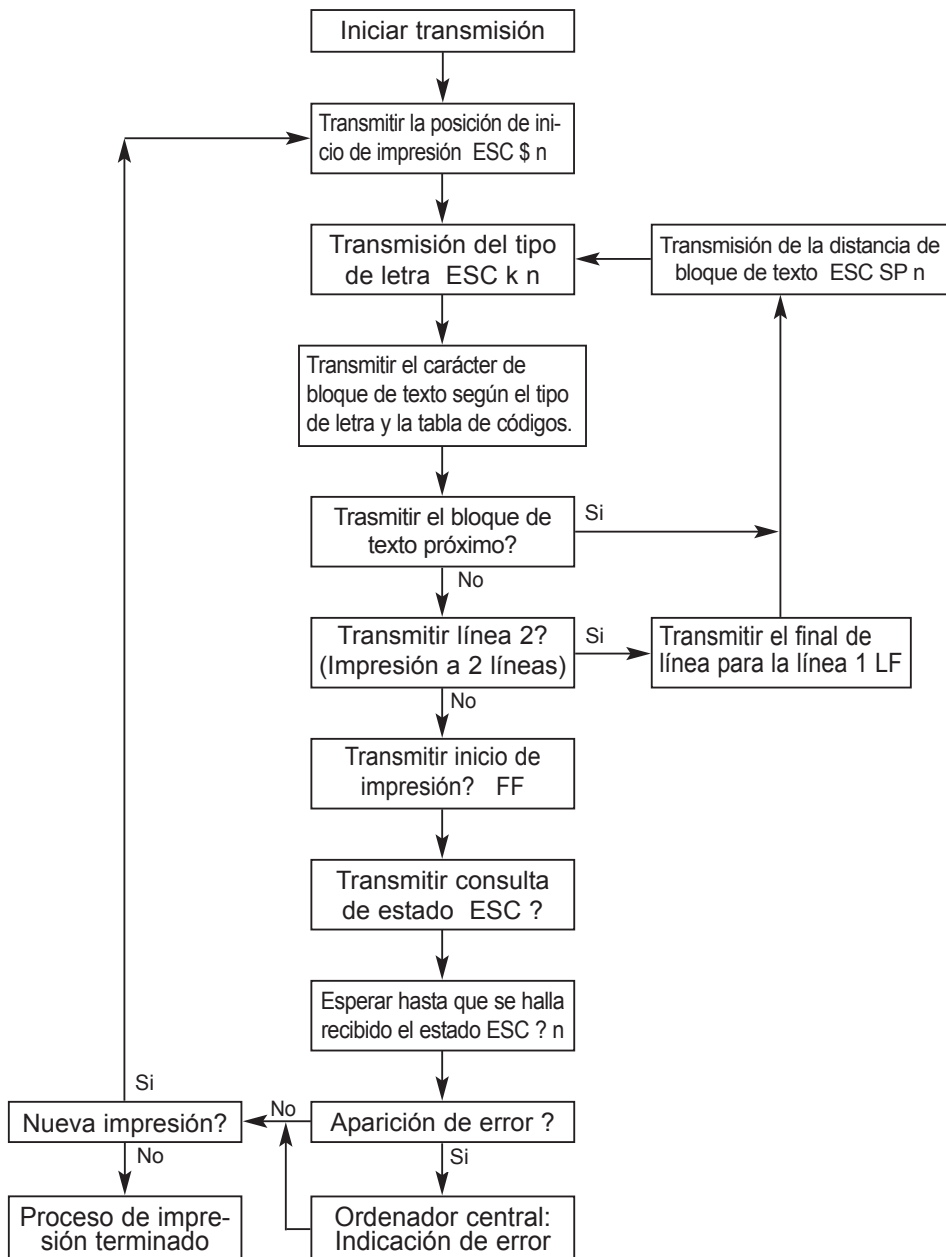 Iniciar transmisión
Transmitir la posición de ini-
cio de impresión ESC $ n
Transmisión del tipo
de letra ESC k n
Transmisión de la distancia de
bloque de texto ESC SP n
Transmitir el carácter de
bloque de texto según el tipo
de letra y la tabla de códigos.
Trasmitir el bloque de
texto próximo?
Si
No
Transmitir línea 2?
(Impresión a 2 líneas)
Si
Transmitir el final de
línea para la línea 1 LF
No
Transmitir inicio de
impresión? FF
Transmitir consulta
de estado ESC ?
Esperar hasta que se halla
recibido el estado ESC ? n
Si
Nueva impresión?
No
Aparición de error ?
No
Si
Proceso de impre-
sión terminado
Ordenador central:
Indicación de error